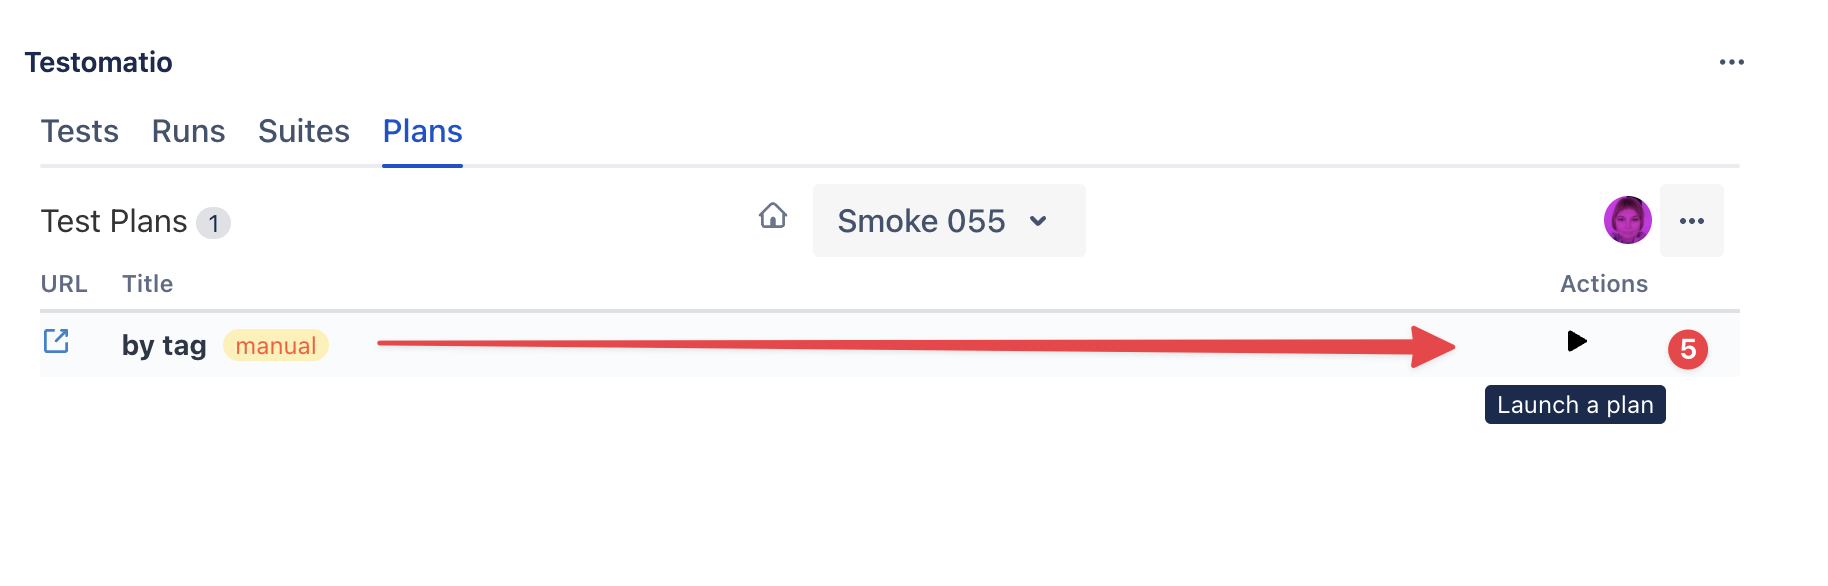 Testomatio
Tests Runs Suites Plans
Test Plans 1 Smoke 055
URL Title Actions
by tag manual 5
Launch a plan